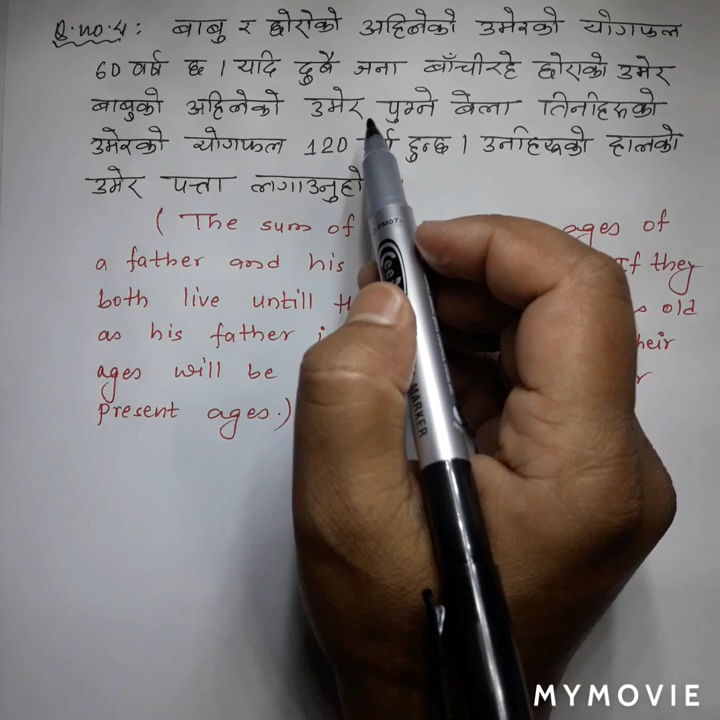 Q.no.4: बाबु र छोरोको अहिलेको उमेरको योगफल
60 वर्ष छ । यदि दुबै जना बाँचीरहे छोराको उमेर
बाबुको अहिलेको उमेर पुग्ने बेला तिनीहरूको
उमेरको योगफल 120 हुन्छ । उनीहरूको हालको
उमेर पत्ता लगाउनुहो
( The sum of ages of
a father and his If they
both live untill old
as his father
ages will be
present ages.)
MARKER
MYMOVIE